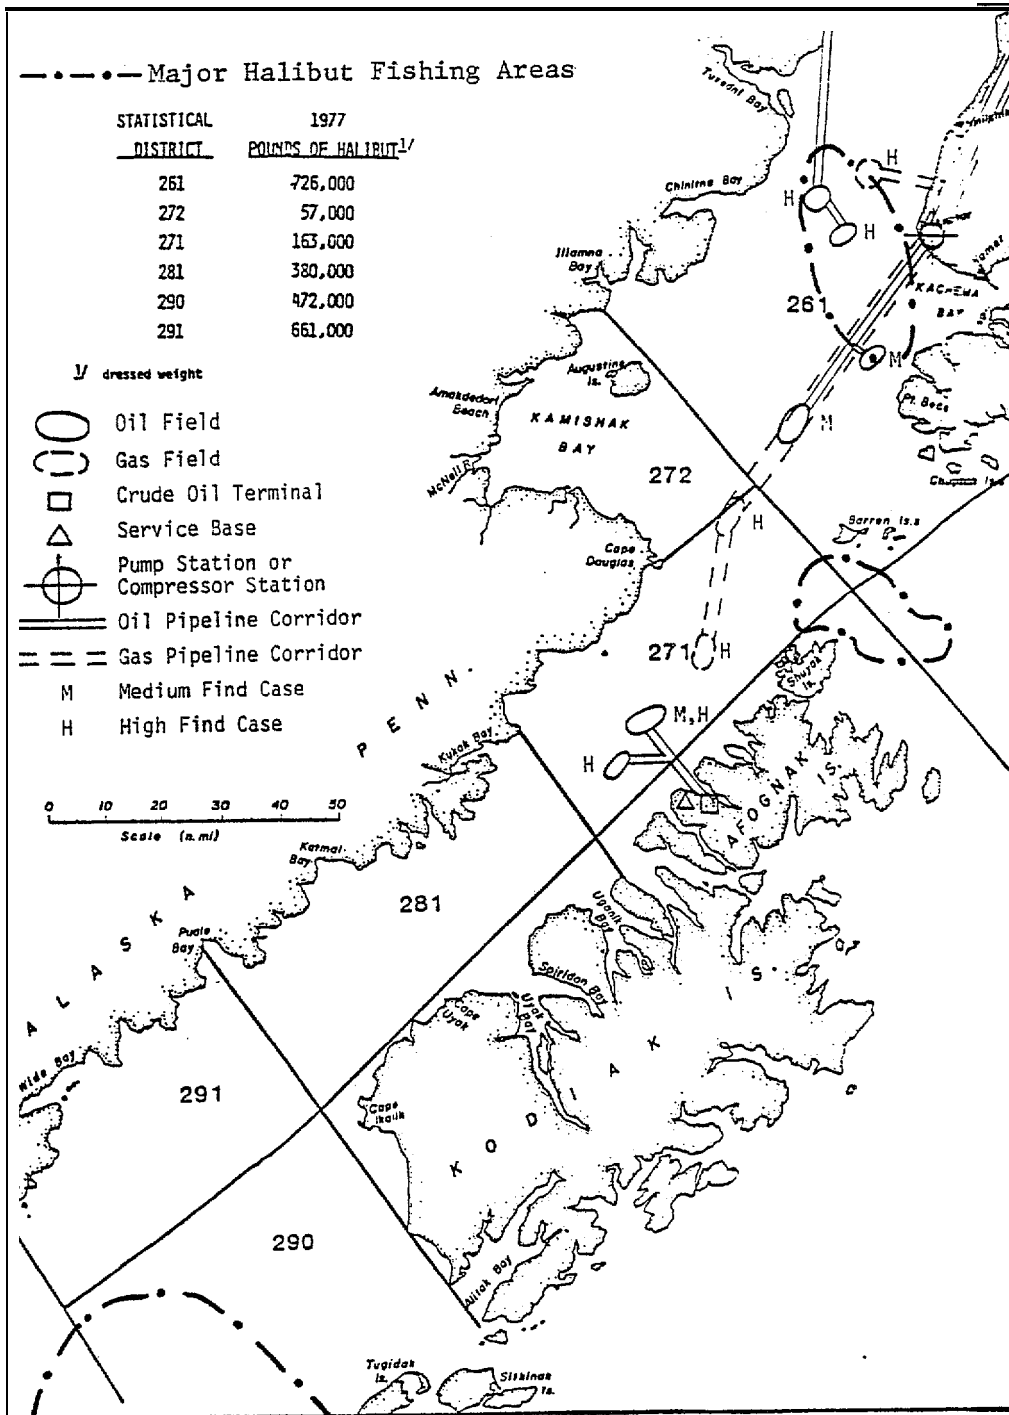 Major Halibut Fishing Areas
STATISTICAL DISTRICT
1977 POUNDS OF HALIBUT 1/
261 726,000
272 57,000
271 163,000
281 380,000
290 472,000
291 661,000
1/ dressed weight
Oil Field
Gas Field
Crude Oil Terminal
Service Base
Pump Station or
Compressor Station
Oil Pipeline Corridor
Gas Pipeline Corridor
M Medium Find Case
H High Find Case
0 10 20 30 40 50
Scale (n.mi)
Tuxedni Bay
Chinitna Bay
Iliamna
Bay
Augustine
Is.
Amakdedori
Beach
KAMISHAK
BAY
McNeil R.
Cape
Douglas
KACHEMAK
BAY
Barren Is.s
Shuyak
Is.
AFOGNAK
IS.
Kukak Bay
Katmai
Bay
Puale
Bay
Wide Bay
ALASKA
PENN.
Uganik
Bay
Spiridon Bay
Uyak
Bay
Cape
Uyak
Cape
Ikolik
KODIAK
IS.
Alitak Bay
Tugidak
Is.
Sitkinak
Is.
261
272
271
281
291
290
H
H
H
M
M
H
H
M,H
H